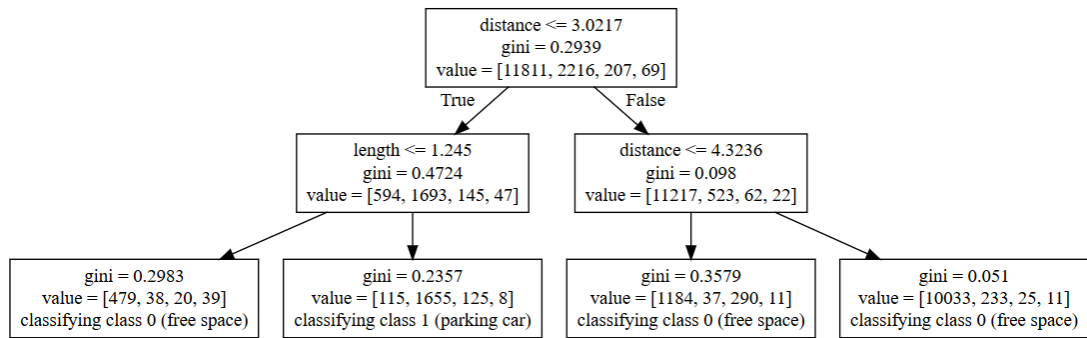 distance <= 3.0217
gini = 0.2939
value = [11811, 2216, 207, 69]
True
False
length <= 1.245
gini = 0.4724
value = [594, 1693, 145, 47]
distance <= 4.3236
gini = 0.098
value = [11217, 523, 62, 22]
gini = 0.2983
value = [479, 38, 20, 39]
classifying class 0 (free space)
gini = 0.2357
value = [115, 1655, 125, 8]
classifying class 1 (parking car)
gini = 0.3579
value = [1184, 37, 290, 11]
classifying class 0 (free space)
gini = 0.051
value = [10033, 233, 25, 11]
classifying class 0 (free space)